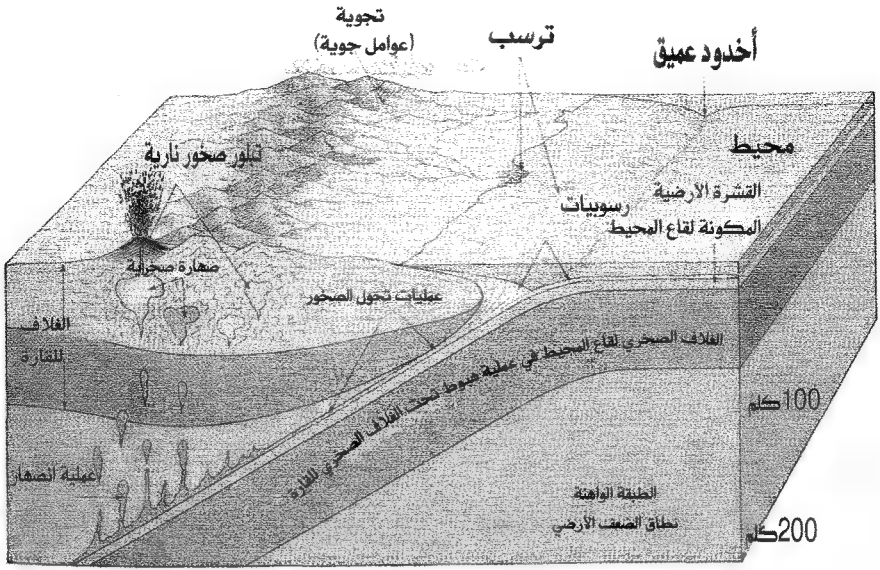 تجوية
(عوامل جوية)
ترسب
أخدود عميق
محيط
تبلور صخور نارية
القشرة الأرضية
المكونة لقاع المحيط
رسوبيات
صهارة صخرية
عمليات تحول الصخور
الغلاف
للقارة
الغلاف الصخري لقاع المحيط في عملية هبوط تحت الغلاف الصخري للقارة
100كلم
عملية انصهار
الطبقة الواهنة
نطاق الضعف الأرضي
200كلم